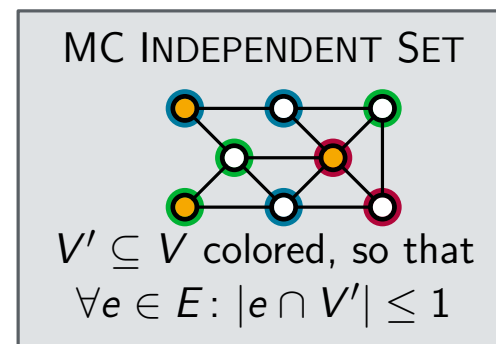 MC INDEPENDENT SET
V′ ⊆ V colored, so that
∀e ∈ E: |e ∩ V′| ≤ 1